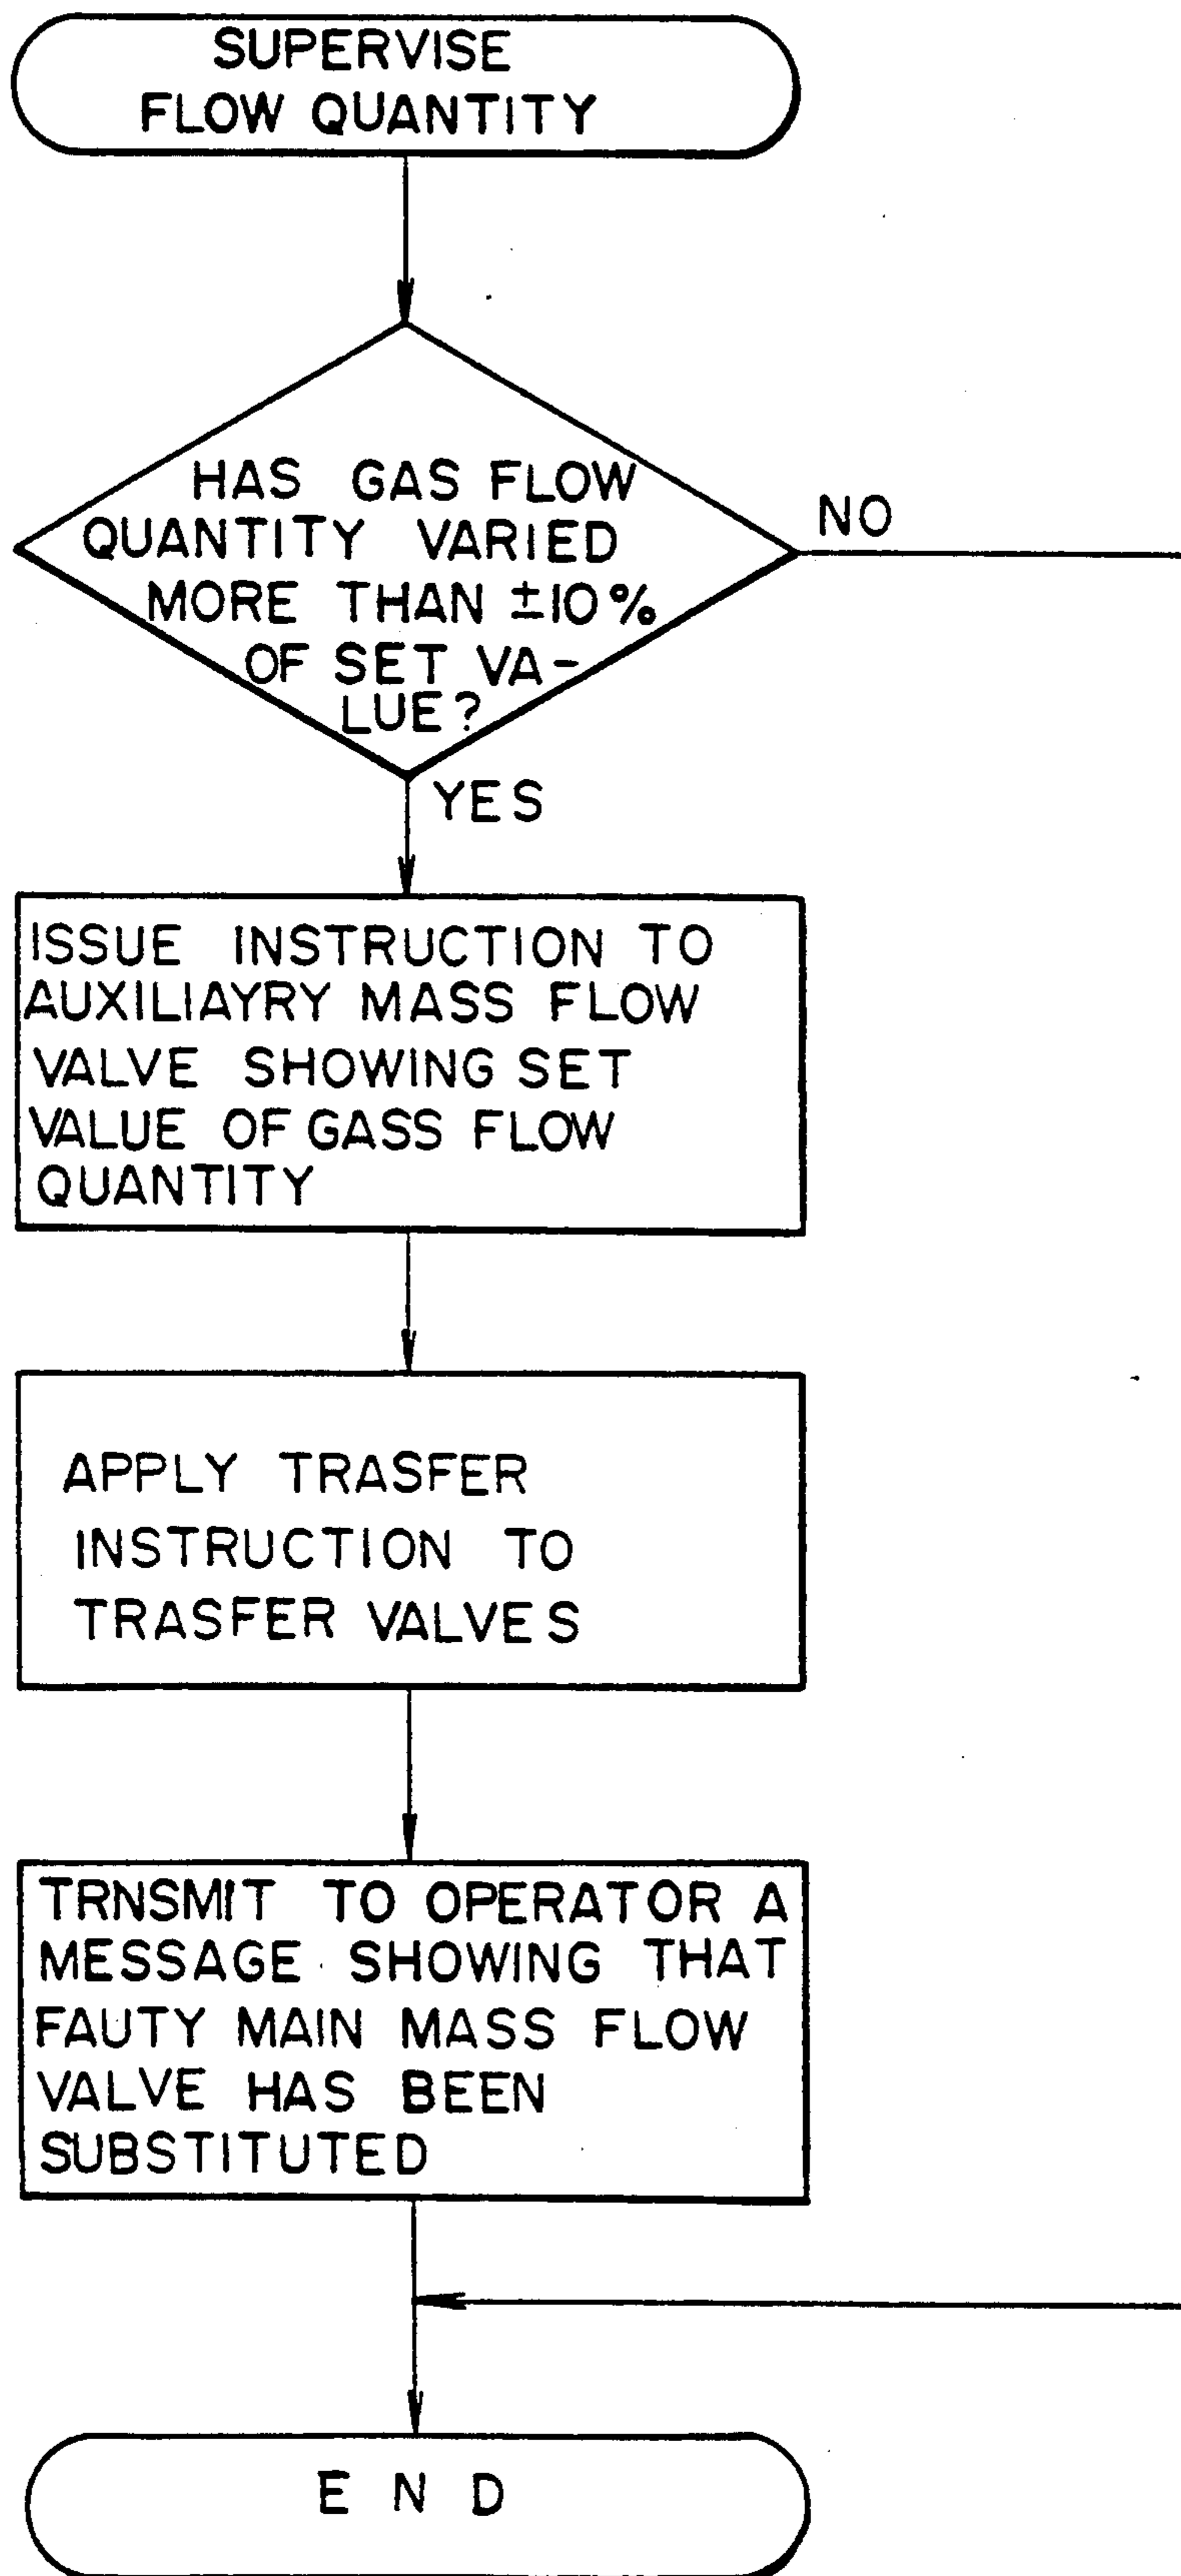 SUPERVISE
FLOW QUANTITY
HAS GAS FLOW
QUANTITY VARIED
MORE THAN ±10%
OF SET VA-
LUE?
NO
YES
ISSUE INSTRUCTION TO
AUXILIAYRY MASS FLOW
VALVE SHOWING SET
VALUE OF GASS FLOW
QUANTITY
APPLY TRASFER
INSTRUCTION TO
TRASFER VALVES
TRNSMIT TO OPERATOR A
MESSAGE SHOWING THAT
FAUTY MAIN MASS FLOW
VALVE HAS BEEN
SUBSTITUTED
END